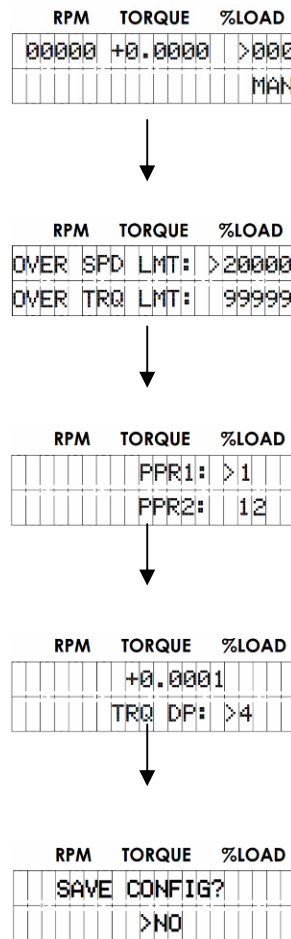 RPM TORQUE %LOAD
00000 +0.0000 >000
MAN
RPM TORQUE %LOAD
OVER SPD LMT: >20000
OVER TRQ LMT: 99999
RPM TORQUE %LOAD
PPR1: >1
PPR2: 12
RPM TORQUE %LOAD
+0.0001
TRQ DP: >4
RPM TORQUE %LOAD
SAVE CONFIG?
>NO